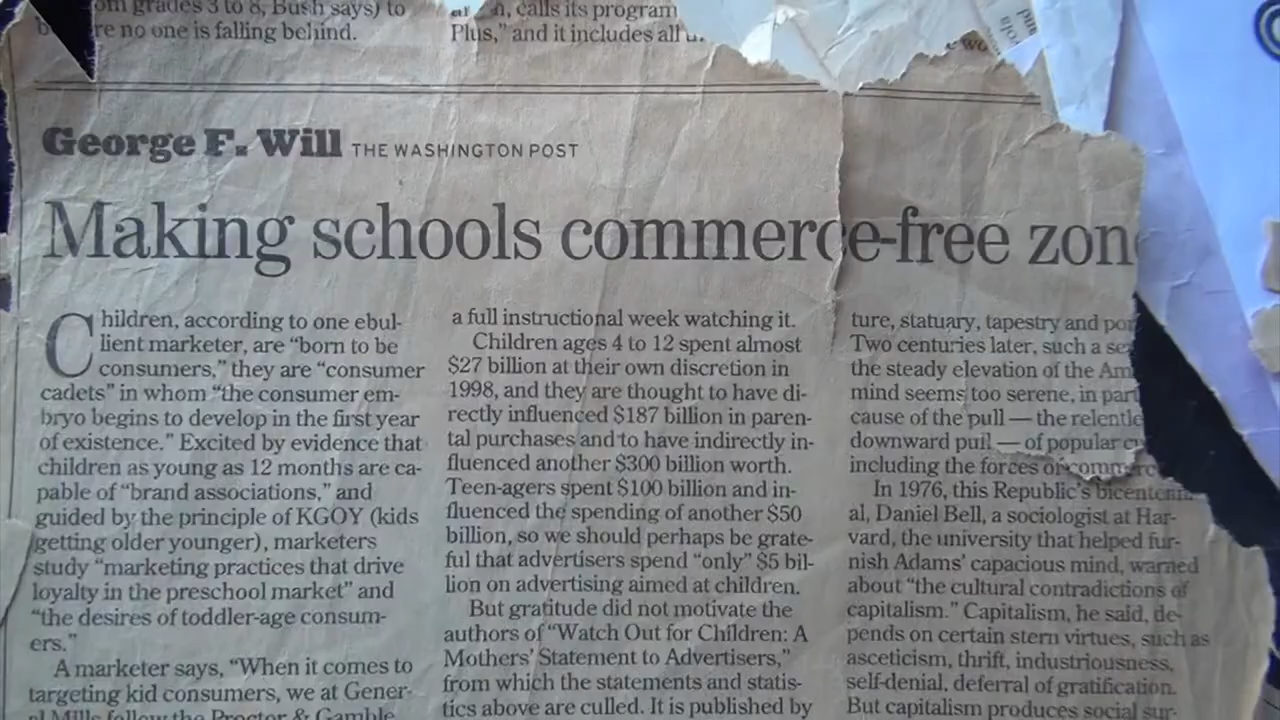 om grades 3 to 8, Bush says) to
re no one is falling behind.
calls its program
Plus," and it includes all
George F. Will THE WASHINGTON POST
Making schools commerce-free zon
Children, according to one ebul-
lient marketer, are "born to be
consumers," they are "consumer
cadets" in whom "the consumer em-
bryo begins to develop in the first year
of existence." Excited by evidence that
children as young as 12 months are ca-
pable of "brand associations," and
guided by the principle of KGOY (kids
getting older younger), marketers
study "marketing practices that drive
loyalty in the preschool market" and
"the desires of toddler-age consum-
ers."
A marketer says, "When it comes to
targeting kid consumers, we at Gener-
al Mills follow the Proctor & Gamble
a full instructional week watching it.
Children ages 4 to 12 spent almost
$27 billion at their own discretion in
1998, and they are thought to have di-
rectly influenced $187 billion in paren-
tal purchases and to have indirectly in-
fluenced another $300 billion worth.
Teen-agers spent $100 billion and in-
fluenced the spending of another $50
billion, so we should perhaps be grate-
ful that advertisers spend "only" $5 bil-
lion on advertising aimed at children.
But gratitude did not motivate the
authors of "Watch Out for Children: A
Mothers' Statement to Advertisers,"
from which the statements and statis-
tics above are culled. It is published by
ture, statuary, tapestry and por
Two centuries later, such a se
the steady elevation of the Am
mind seems too serene, in part
cause of the pull — the relentle
downward pull — of popular cu
including the forces of commerc
In 1976, this Republic's bicentenni-
al, Daniel Bell, a sociologist at Har-
vard, the university that helped fur-
nish Adams' capacious mind, warned
about "the cultural contradictions of
capitalism." Capitalism, he said, de-
pends on certain stern virtues, such as
asceticism, thrift, industriousness,
self-denial, deferral of gratification.
But capitalism produces social sur-